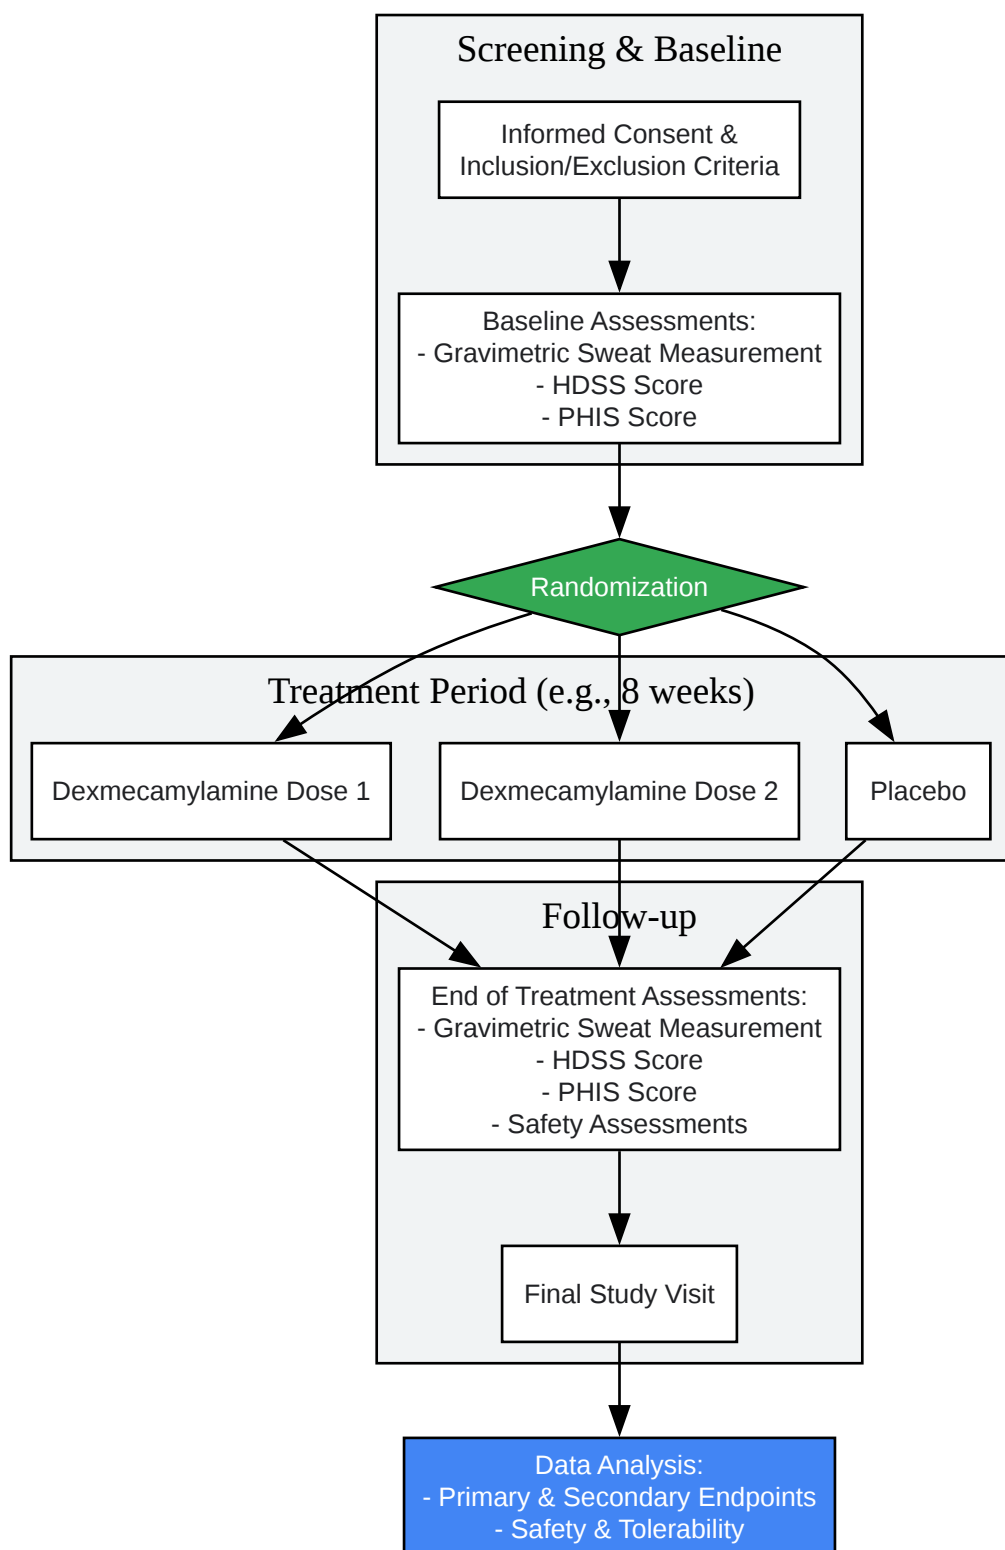 Screening & Baseline
Informed Consent &
Inclusion/Exclusion Criteria
Baseline Assessments:
- Gravimetric Sweat Measurement
- HDSS Score
- PHIS Score
Randomization
Treatment Period (e.g., 8 weeks)
Dexmecamylamine Dose 1
Dexmecamylamine Dose 2
Placebo
Follow-up
End of Treatment Assessments:
- Gravimetric Sweat Measurement
- HDSS Score
- PHIS Score
- Safety Assessments
Final Study Visit
Data Analysis:
- Primary & Secondary Endpoints
- Safety & Tolerability